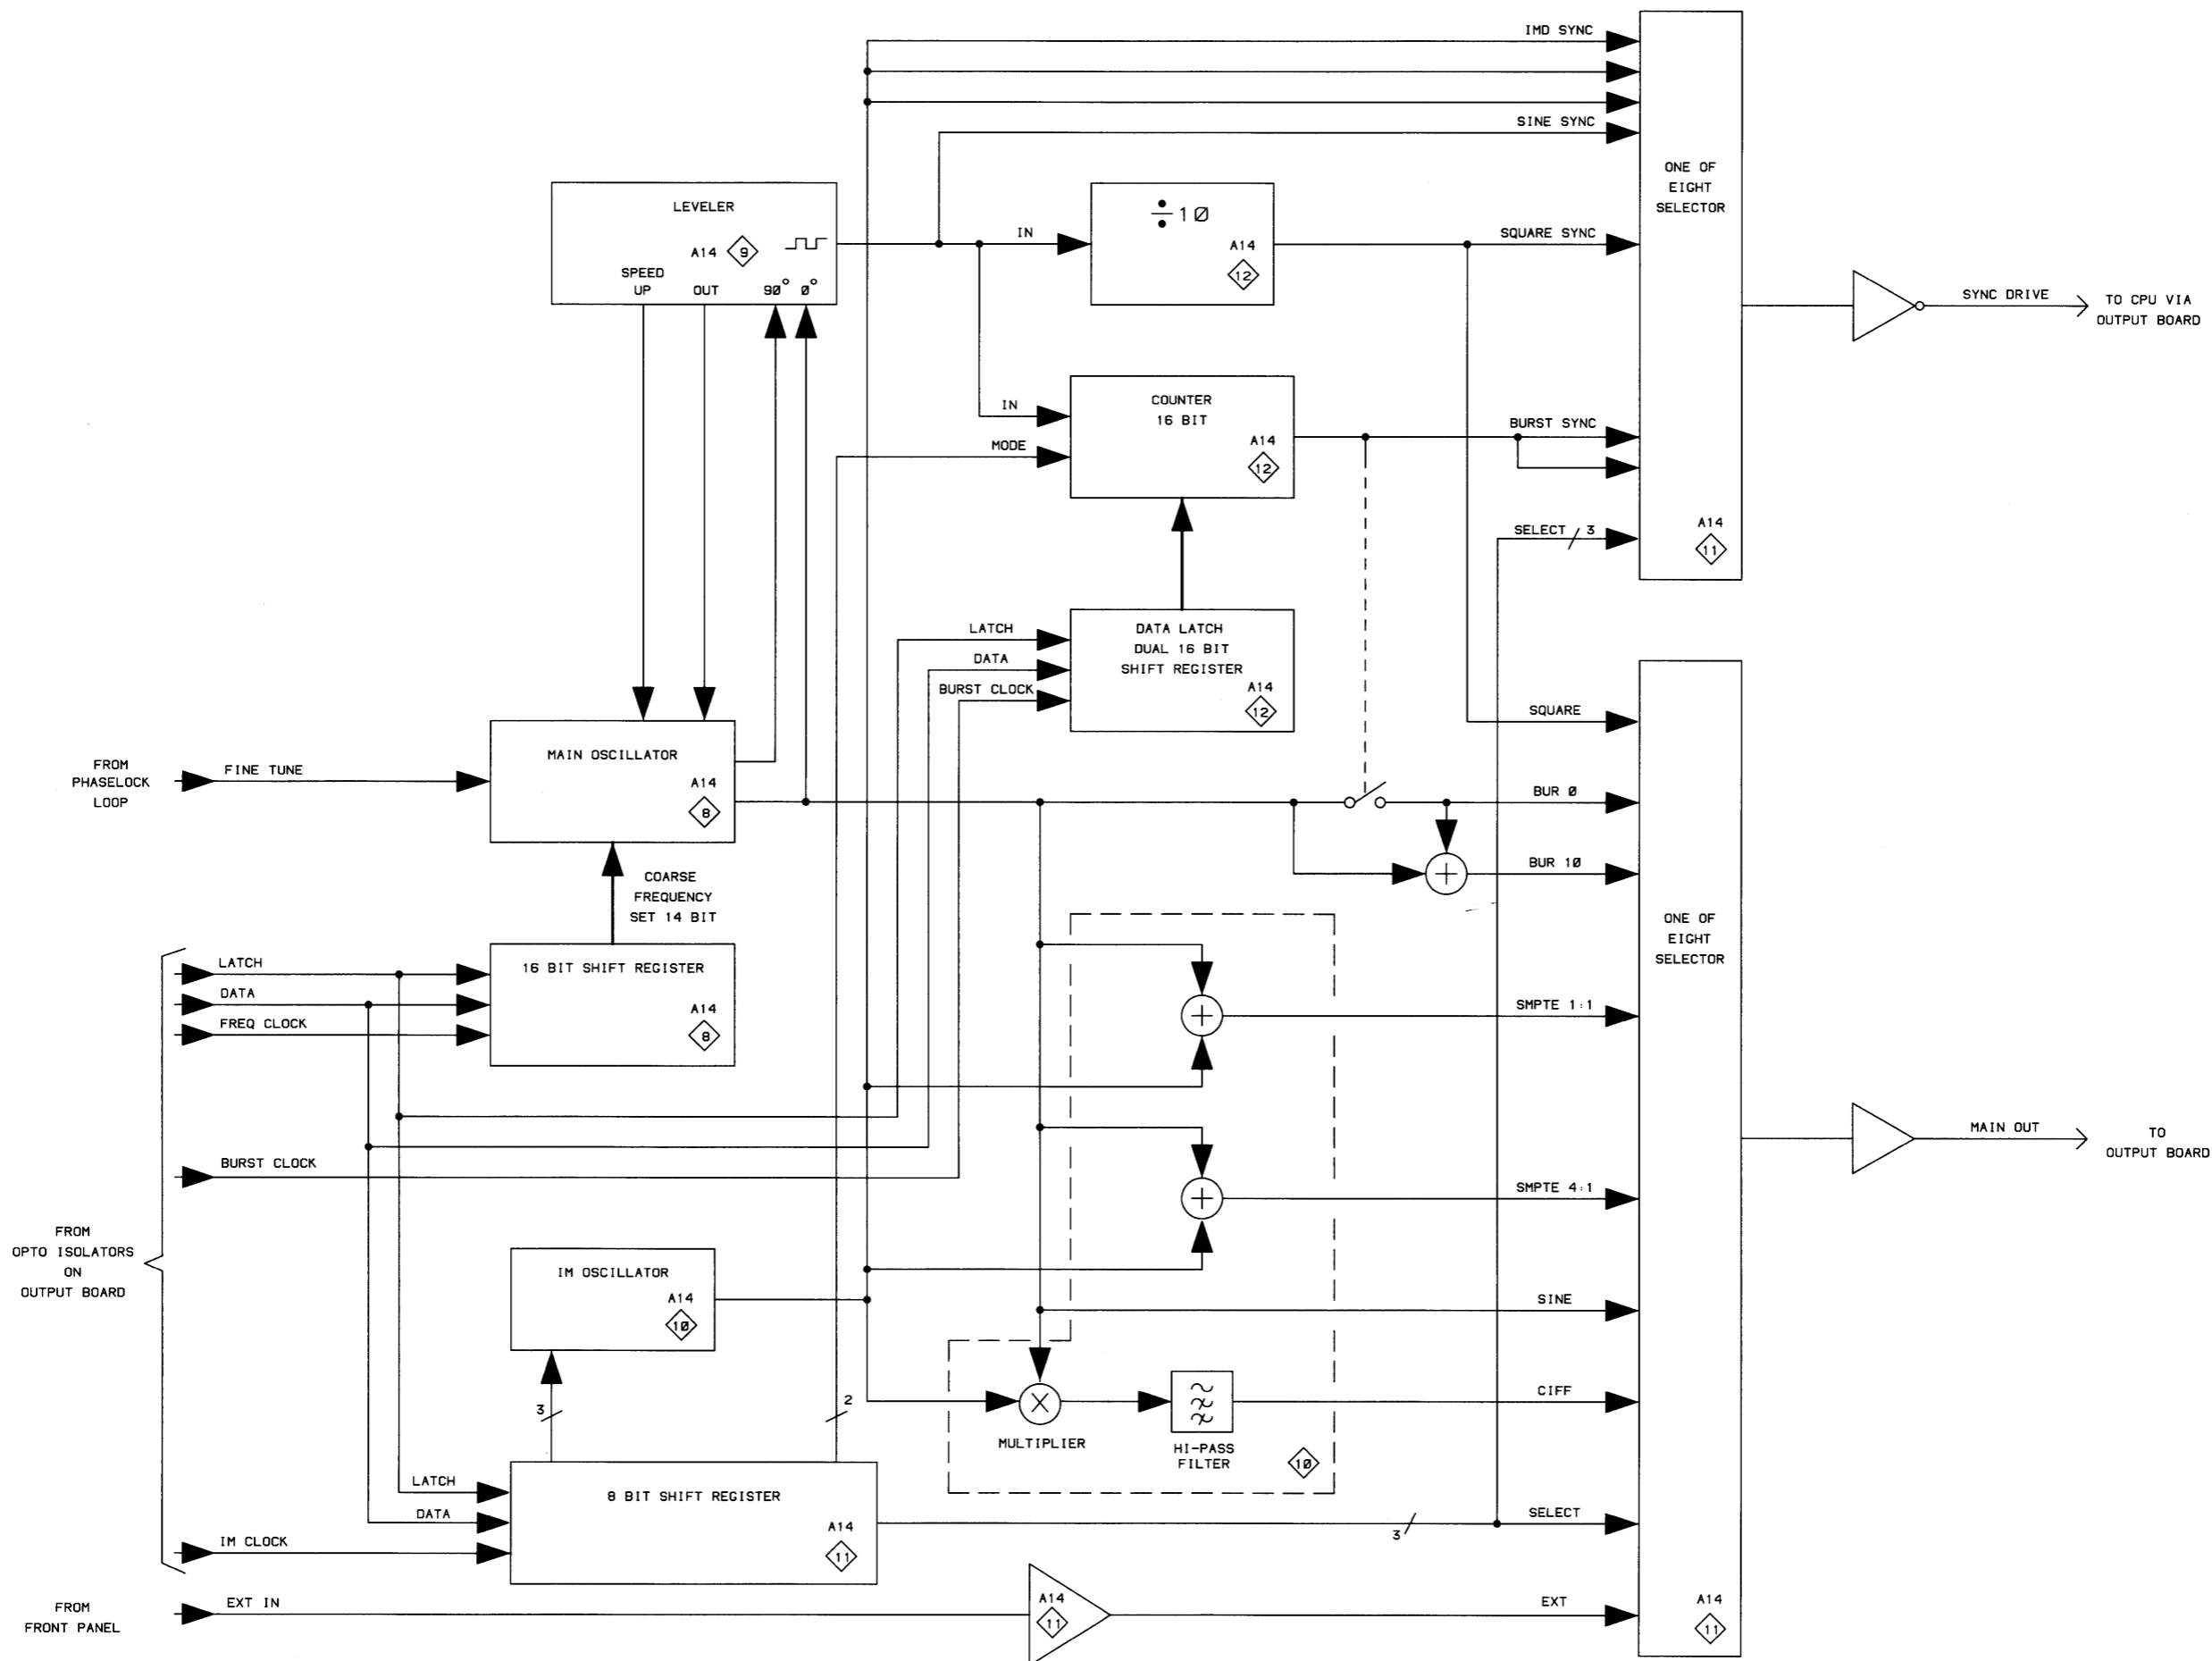 IMD SYNC
SINE SYNC
ONE OF
EIGHT
SELECTOR
A14
11
LEVELER
A14
9
SPEED
UP
OUT
90°
0°
IN
÷10
A14
12
SQUARE SYNC
SYNC DRIVE
TO CPU VIA
OUTPUT BOARD
IN
MODE
COUNTER
16 BIT
A14
12
BURST SYNC
SELECT
3
LATCH
DATA
BURST CLOCK
DATA LATCH
DUAL 16 BIT
SHIFT REGISTER
A14
12
FROM
PHASELOCK
LOOP
FINE TUNE
MAIN OSCILLATOR
A14
8
COARSE
FREQUENCY
SET 14 BIT
SQUARE
BUR 0
BUR 10
ONE OF
EIGHT
SELECTOR
LATCH
DATA
FREQ CLOCK
16 BIT SHIFT REGISTER
A14
8
SMPTE 1:1
BURST CLOCK
SMPTE 4:1
MAIN OUT
TO
OUTPUT BOARD
FROM
OPTO ISOLATORS
ON
OUTPUT BOARD
IM OSCILLATOR
A14
10
SINE
3
2
MULTIPLIER
HI-PASS
FILTER
10
CIFF
LATCH
DATA
IM CLOCK
8 BIT SHIFT REGISTER
A14
11
3
SELECT
FROM
FRONT PANEL
EXT IN
A14
11
EXT
A14
11